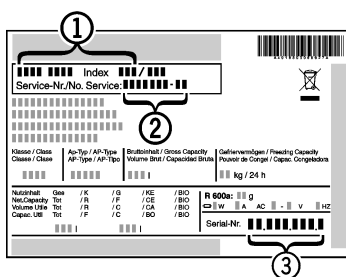 1
Index /
Service-Nr./No. Service: -
2
Klasse / Class
Clasee / Clase
Ap-Typ / AP-Type
AP-Type / AP-Tipo
Bruttoinhalt / Gross Capacity
Volume Brut / Capacidad Bruta
Gefriervermögen / Freezing Capacity
Pouvoir de Congel / Capac. Congeladora
l
kg / 24 h
Nutzinhalt Ges / K / G / KE / BIO
Net.Capacity Tot / R / F / CE / BIO
Volume Utile Tot / R / C / CA / BIO
Capac. Util Tot / F / C / BO / BIO
l l
R 600a: g
W A AC - V HZ
Serial-Nr.
3